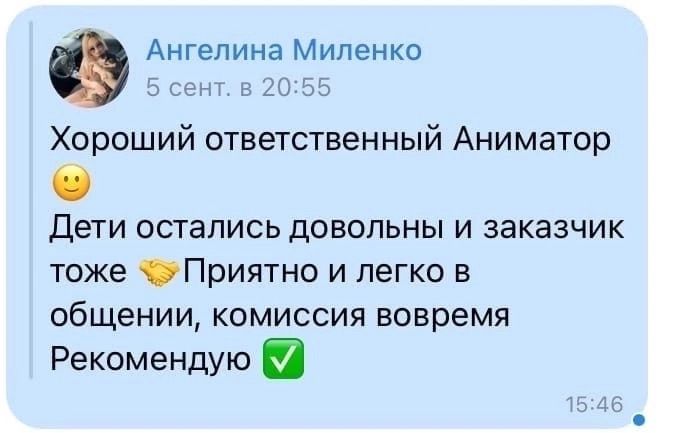 Ангелина Миленко
5 сент. в 20:55
Хороший ответственный Аниматор
🙂
Дети остались довольны и заказчик
тоже 🤝Приятно и легко в
общении, комиссия вовремя
Рекомендую ✅
15:46